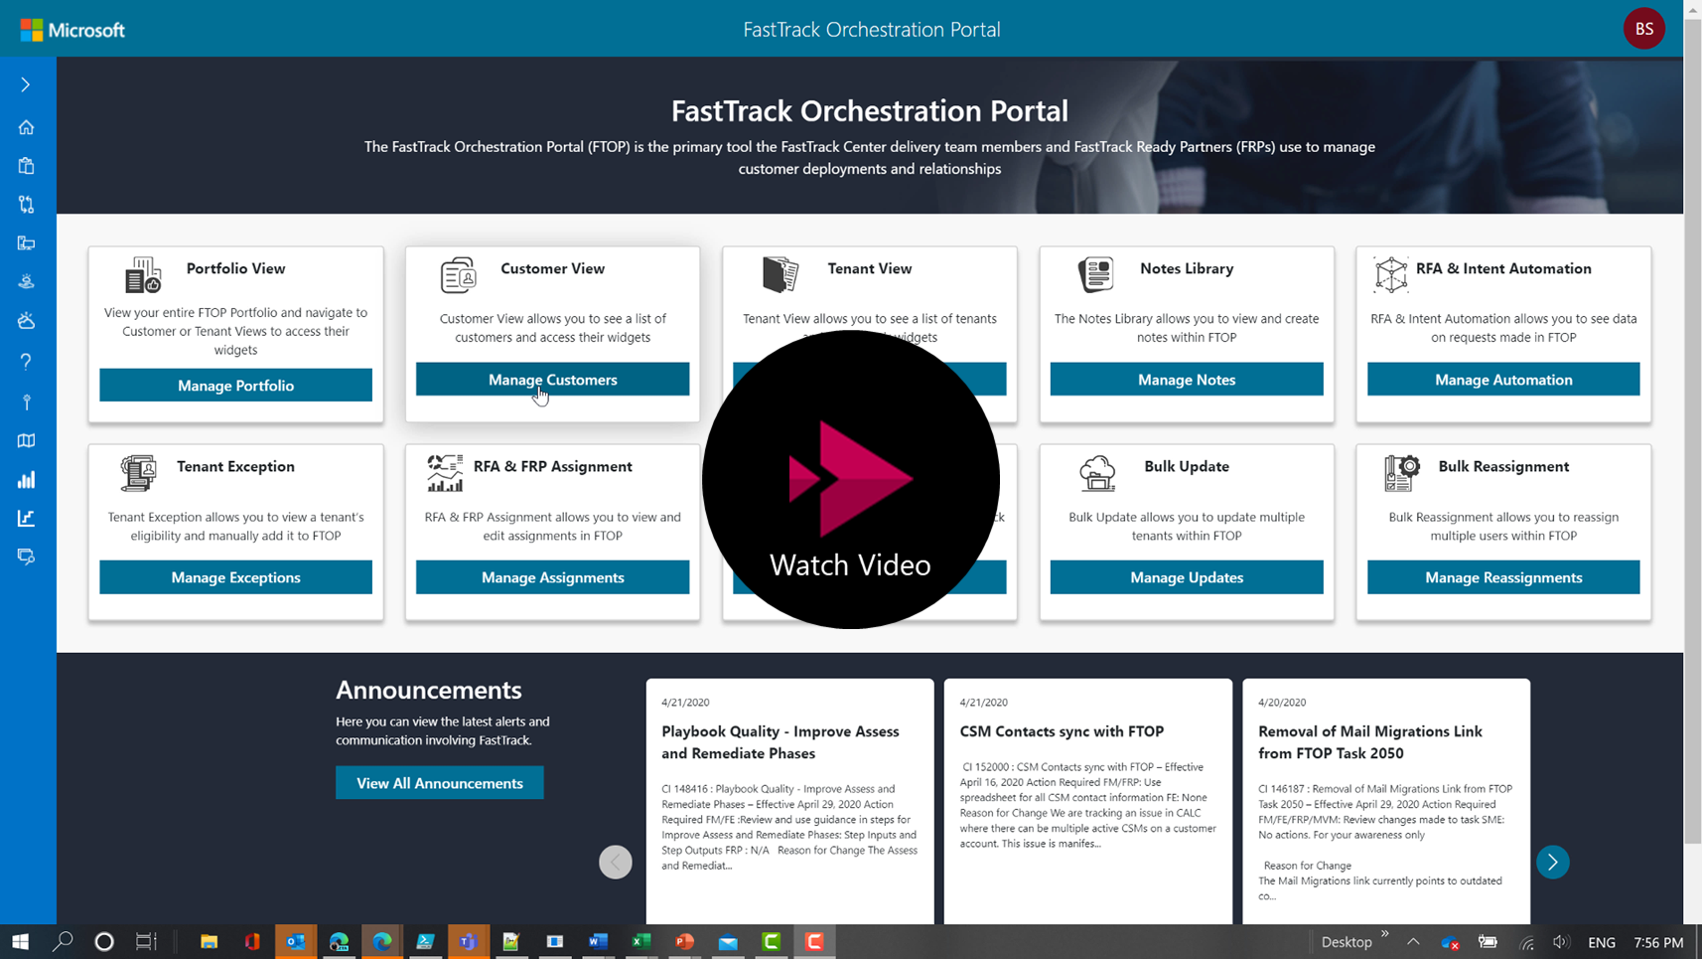 Microsoft
FastTrack Orchestration Portal
BS
FastTrack Orchestration Portal
The FastTrack Orchestration Portal (FTOP) is the primary tool the FastTrack Center delivery team members and FastTrack Ready Partners (FRPs) use to manage
customer deployments and relationships
Portfolio View
View your entire FTOP Portfolio and navigate to
Customer or Tenant Views to access their
widgets
Manage Portfolio
Customer View
Customer View allows you to see a list of
customers and access their widgets
Manage Customers
Tenant View
Tenant View allows you to see a list of tenants
widgets
Notes Library
The Notes Library allows you to view and create
notes within FTOP
Manage Notes
RFA & Intent Automation
RFA & Intent Automation allows you to see data
on requests made in FTOP
Manage Automation
Tenant Exception
Tenant Exception allows you to view a tenant's
eligibility and manually add it to FTOP
Manage Exceptions
RFA & FRP Assignment
RFA & FRP Assignment allows you to view and
edit assignments in FTOP
Manage Assignments
Watch Video
Bulk Update
Bulk Update allows you to update multiple
tenants within FTOP
Manage Updates
Bulk Reassignment
Bulk Reassignment allows you to reassign
multiple users within FTOP
Manage Reassignments
Announcements
Here you can view the latest alerts and
communication involving FastTrack.
View All Announcements
4/21/2020
Playbook Quality - Improve Assess
and Remediate Phases
CI 148416 : Playbook Quality - Improve Assess and
Remediate Phases – Effective April 29, 2020 Action
Required FM/FE :Review and use guidance in steps for
Improve Assess and Remediate Phases: Step Inputs and
Step Outputs FRP : N/A Reason for Change The Assess
and Remediat...
4/21/2020
CSM Contacts sync with FTOP
CI 152000 : CSM Contacts sync with FTOP – Effective
April 16, 2020 Action Required FM/FRP: Use
spreadsheet for all CSM contact information FE: None
Reason for Change We are tracking an issue in CALC
where there can be multiple active CSMs on a customer
account. This issue is manifes...
4/20/2020
Removal of Mail Migrations Link
from FTOP Task 2050
CI 146187 : Removal of Mail Migrations Link from FTOP
Task 2050 – Effective April 29, 2020 Action Required
FM/FE/FRP/MVM: Review changes made to task SME:
No actions. For your awareness only
Reason for Change
The Mail Migrations link currently points to outdated
co...
Desktop
ENG
7:56 PM